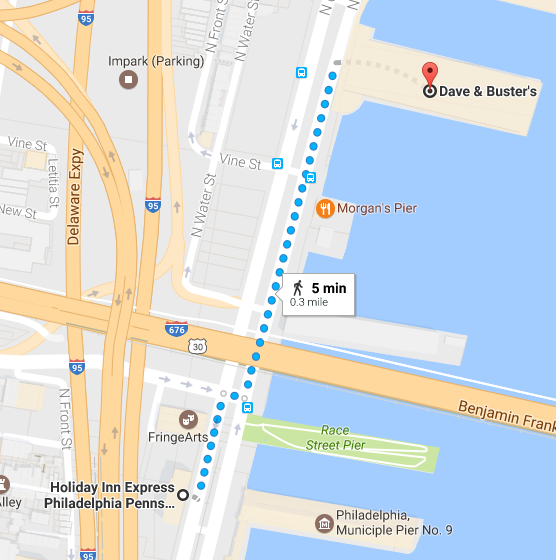 95
N Front St
N Water St
Impark (Parking)
Dave & Buster's
Vine St
Letitia St
Vine St
Delaware Expy
95
New St
N Water St
Morgan's Pier
5 min
0.3 mile
676
30
95
N Front St
Benjamin Frank
FringeArts
Race
Street Pier
Holiday Inn Express
Philadelphia Penns...
Alley
Philadelphia,
Municiple Pier No. 9
95